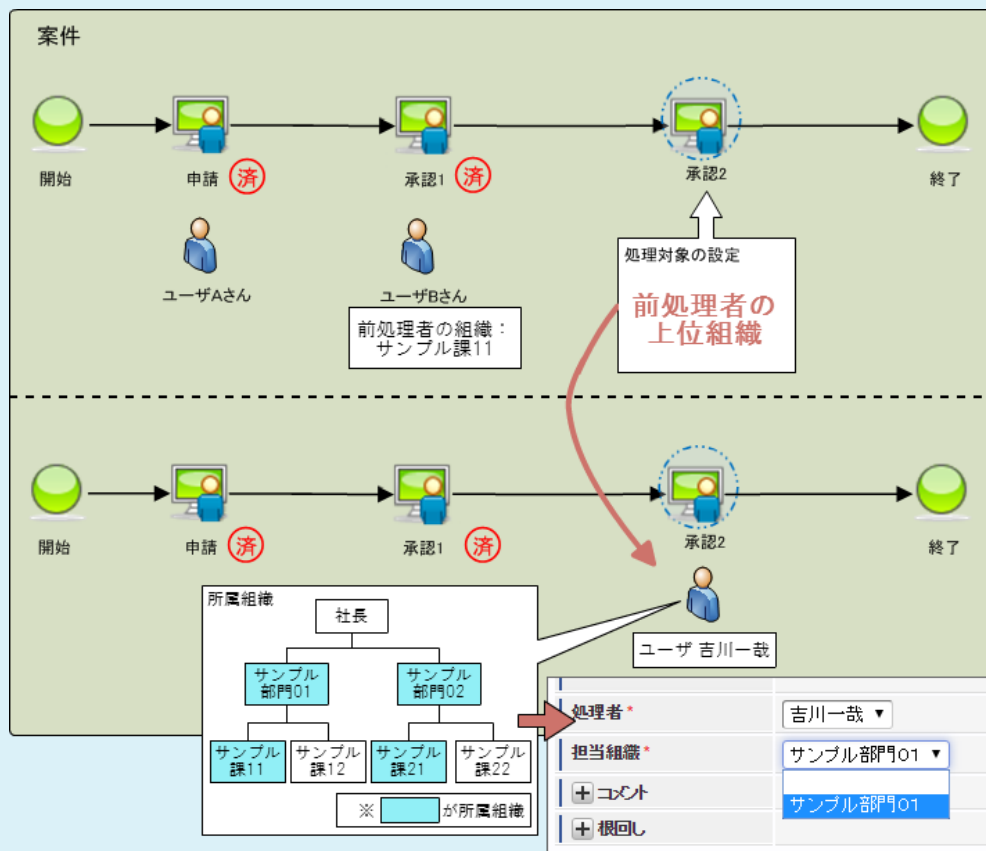 案件
開始
申請
済
承認1
済
承認2
終了
ユーザAさん
ユーザBさん
前処理者の組織：
サンプル課11
処理対象の設定
前処理者の
上位組織
開始
申請
済
承認1
済
承認2
終了
ユーザ 吉川一哉
所属組織
社長
サンプル
部門01
サンプル
部門02
サンプル
課11
サンプル
課12
サンプル
課21
サンプル
課22
※ が所属組織
処理者*
吉川一哉 ▼
担当組織*
サンプル部門01 ▼
サンプル部門01
コメント
根回し